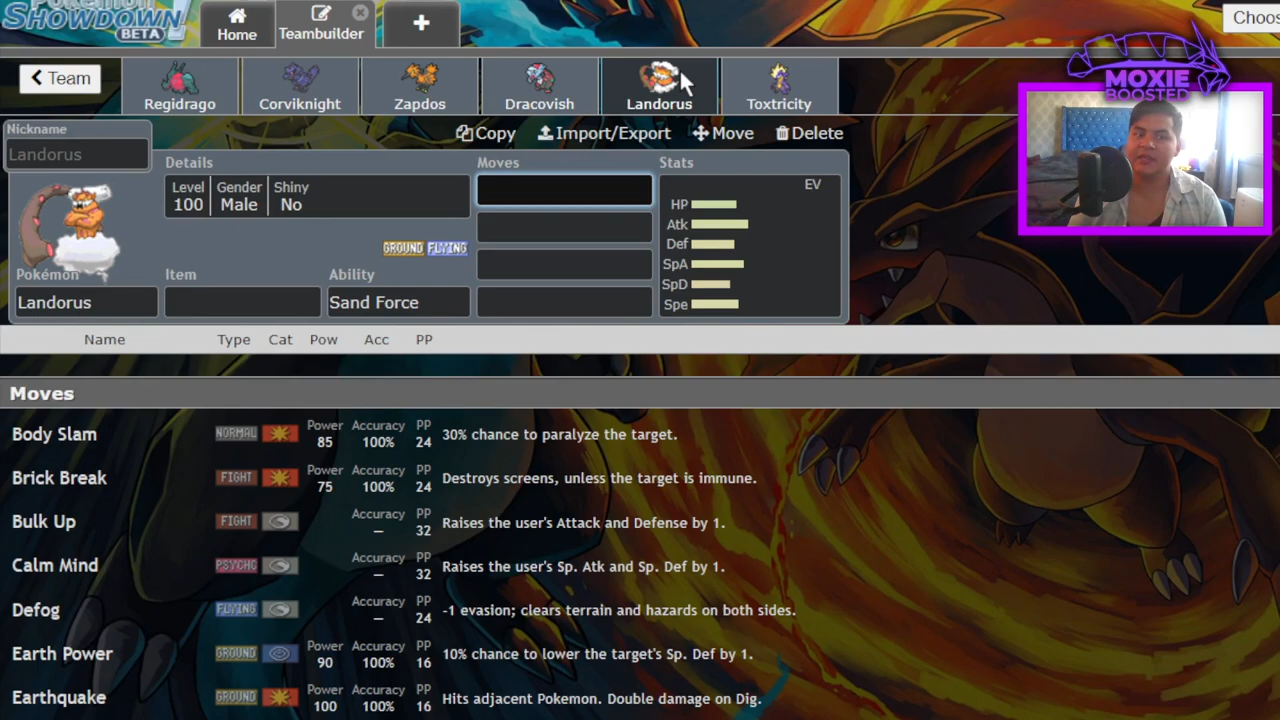 Pokémon
SHOWDOWN
BETA
Home
Teambuilder
+
Choos
Team
Regidrago
Corviknight
Zapdos
Dracovish
Landorus
Toxtricity
MOXIE
BOOSTED
Nickname
Landorus
Copy
Import/Export
Move
Delete
Details
Moves
Stats
Level
100
Gender
Male
Shiny
No
EV
HP
Atk
Def
SpA
SpD
Spe
GROUND FLYING
Pokémon
Item
Ability
Landorus
Sand Force
Name Type Cat Pow Acc PP
Moves
Body Slam NORMAL Power 85 Accuracy 100% PP 24 30% chance to paralyze the target.
Brick Break FIGHT Power 75 Accuracy 100% PP 24 Destroys screens, unless the target is immune.
Bulk Up FIGHT Accuracy — PP 32 Raises the user's Attack and Defense by 1.
Calm Mind PSYCHC Accuracy — PP 32 Raises the user's Sp. Atk and Sp. Def by 1.
Defog FLYING Accuracy — PP 24 -1 evasion; clears terrain and hazards on both sides.
Earth Power GROUND Power 90 Accuracy 100% PP 16 10% chance to lower the target's Sp. Def by 1.
Earthquake GROUND Power 100 Accuracy 100% PP 16 Hits adjacent Pokemon. Double damage on Dig.